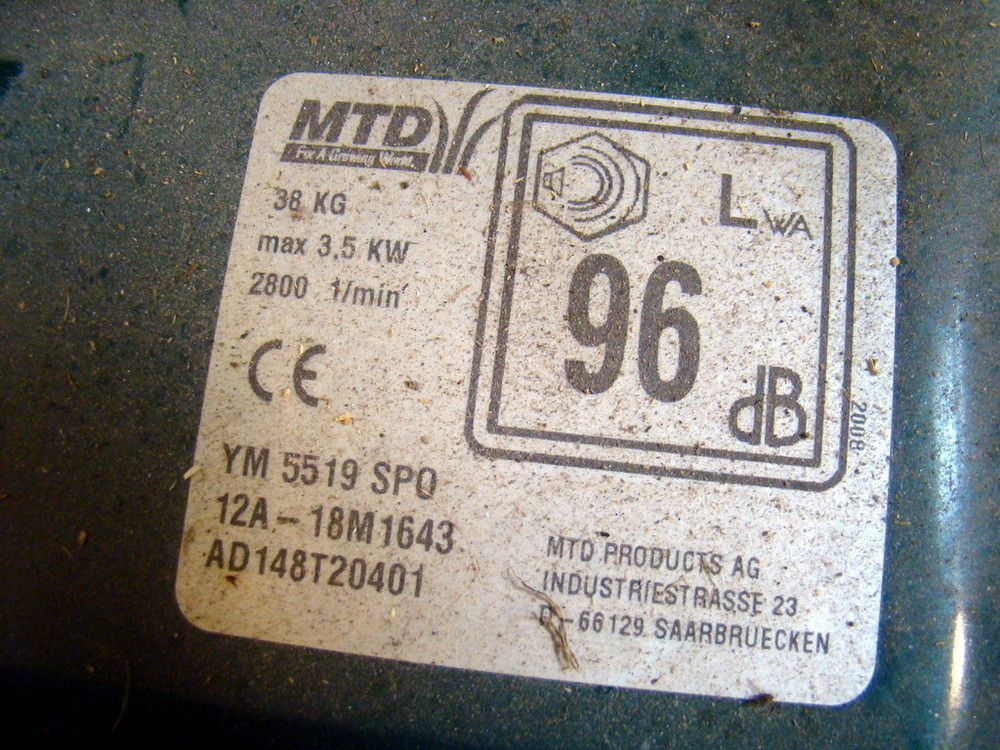 MTD
For A Growing World.
38 KG
max 3,5 KW
2800 1/min
CE
YM 5519 SPO
12A-18M1643
AD148T20401
LWA
96
dB
2008
MTD PRODUCTS AG
INDUSTRIESTRASSE 23
D-66129 SAARBRUECKEN